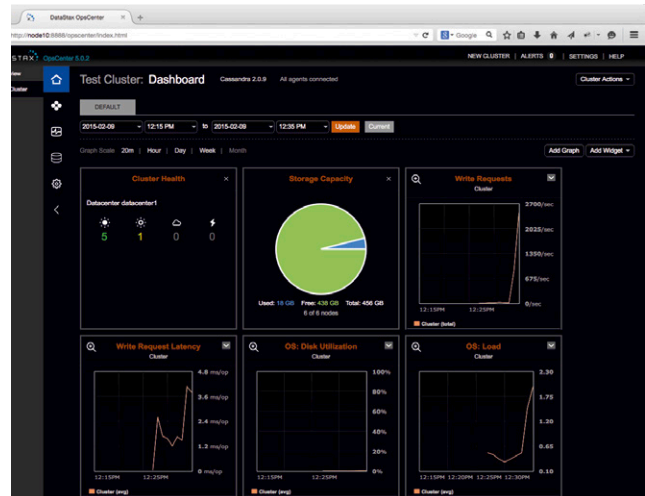 DataStax OpsCenter
http://node10:8888/opscenter/index.html
Google
STAX OpsCenter 5.0.2
NEW CLUSTER | ALERTS 0 | SETTINGS | HELP
Cluster
Test Cluster: Dashboard Cassandra 2.0.9 All agents connected
Cluster Actions
DEFAULT
2015-02-09 12:15 PM to 2015-02-09 12:35 PM Update Current
Graph Scale 20m | Hour | Day | Week | Month
Add Graph Add Widget
Cluster Health
Datacenter datacenter1
5 1 0 0
Storage Capacity
Used: 18 GB Free: 438 GB Total: 456 GB
6 of 6 nodes
Write Requests
Cluster
2700/sec
2025/sec
1350/sec
675/sec
0/sec
12:15PM 12:25PM
Cluster (total)
Write Request Latency
Cluster
4.8 ms/op
3.6 ms/op
2.4 ms/op
1.2 ms/op
0 ms/op
12:15PM 12:25PM
Cluster (avg)
OS: Disk Utilization
Cluster
100%
80%
60%
40%
20%
0%
12:15PM 12:25PM
Cluster (avg)
OS: Load
Cluster
2.30
1.75
1.20
0.65
0.10
12:15PM 12:20PM 12:25PM 12:30PM
Cluster (avg)